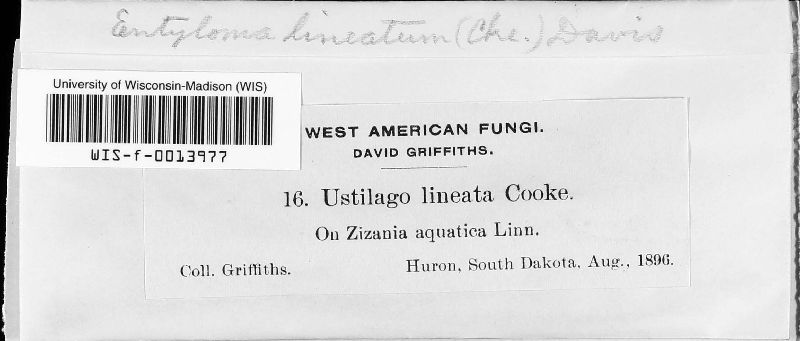 Entyloma lineatum (Cke.) Davis
University of Wisconsin-Madison (WIS)
WIS-f-0013977
WEST AMERICAN FUNGI.
DAVID GRIFFITHS.
16. Ustilago lineata Cooke.
On Zizania aquatica Linn.
Coll. Griffiths.
Huron, South Dakota, Aug., 1896.